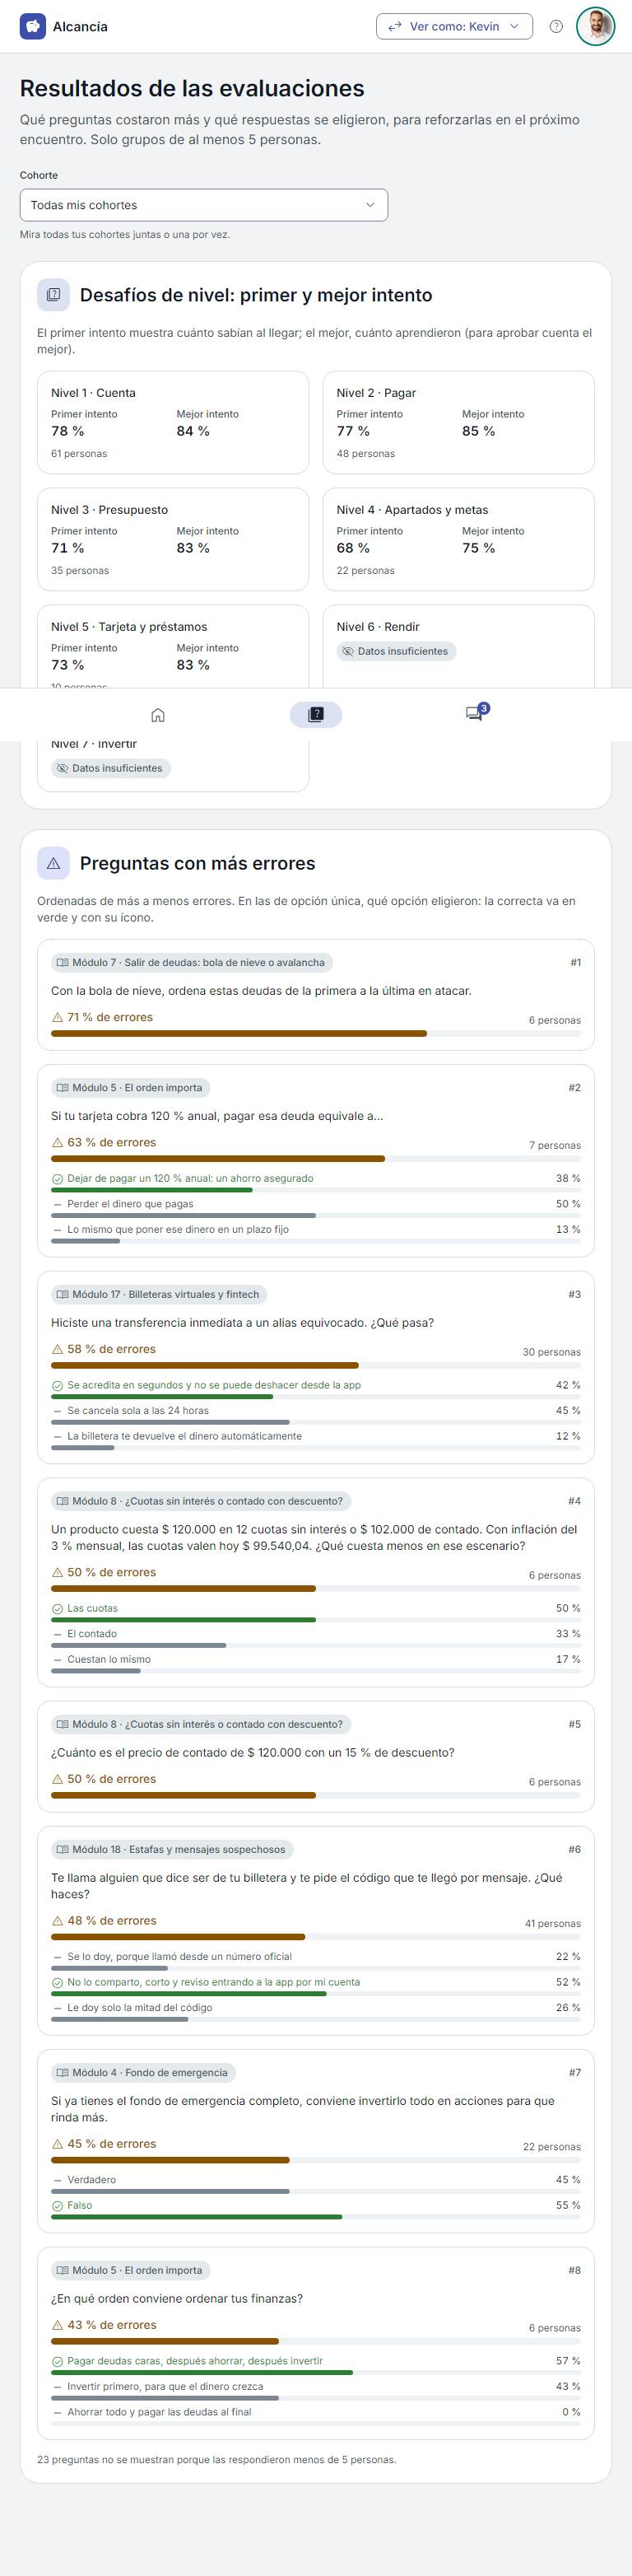 Alcancía
Ver como: Kevin
Resultados de las evaluaciones
Qué preguntas costaron más y qué respuestas se eligieron, para reforzarlas en el próximo
encuentro. Solo grupos de al menos 5 personas.
Cohorte
Todas mis cohortes
Mira todas tus cohortes juntas o una por vez.
Desafíos de nivel: primer y mejor intento
El primer intento muestra cuánto sabían al llegar; el mejor, cuánto aprendieron (para aprobar cuenta el
mejor).
Nivel 1 · Cuenta
Primer intento Mejor intento
78 % 84 %
61 personas
Nivel 2 · Pagar
Primer intento Mejor intento
77 % 85 %
48 personas
Nivel 3 · Presupuesto
Primer intento Mejor intento
71 % 83 %
35 personas
Nivel 4 · Apartados y metas
Primer intento Mejor intento
68 % 75 %
22 personas
Nivel 5 · Tarjeta y préstamos
Primer intento Mejor intento
73 % 83 %
10 personas
Nivel 6 · Rendir
Datos insuficientes
3
Nivel 7 · Invertir
Datos insuficientes
Preguntas con más errores
Ordenadas de más a menos errores. En las de opción única, qué opción eligieron: la correcta va en
verde y con su ícono.
Módulo 7 · Salir de deudas: bola de nieve o avalancha #1
Con la bola de nieve, ordena estas deudas de la primera a la última en atacar.
71 % de errores 6 personas
Módulo 5 · El orden importa #2
Si tu tarjeta cobra 120 % anual, pagar esa deuda equivale a...
63 % de errores 7 personas
Dejar de pagar un 120 % anual: un ahorro asegurado 38 %
Perder el dinero que pagas 50 %
Lo mismo que poner ese dinero en un plazo fijo 13 %
Módulo 17 · Billeteras virtuales y fintech #3
Hiciste una transferencia inmediata a un alias equivocado. ¿Qué pasa?
58 % de errores 30 personas
Se acredita en segundos y no se puede deshacer desde la app 42 %
Se cancela sola a las 24 horas 45 %
La billetera te devuelve el dinero automáticamente 12 %
Módulo 8 · ¿Cuotas sin interés o contado con descuento? #4
Un producto cuesta $ 120.000 en 12 cuotas sin interés o $ 102.000 de contado. Con inflación del
3 % mensual, las cuotas valen hoy $ 99.540,04. ¿Qué cuesta menos en ese escenario?
50 % de errores 6 personas
Las cuotas 50 %
El contado 33 %
Cuestan lo mismo 17 %
Módulo 8 · ¿Cuotas sin interés o contado con descuento? #5
¿Cuánto es el precio de contado de $ 120.000 con un 15 % de descuento?
50 % de errores 6 personas
Módulo 18 · Estafas y mensajes sospechosos #6
Te llama alguien que dice ser de tu billetera y te pide el código que te llegó por mensaje. ¿Qué
haces?
48 % de errores 41 personas
Se lo doy, porque llamó desde un número oficial 22 %
No lo comparto, corto y reviso entrando a la app por mi cuenta 52 %
Le doy solo la mitad del código 26 %
Módulo 4 · Fondo de emergencia #7
Si ya tienes el fondo de emergencia completo, conviene invertirlo todo en acciones para que
rinda más.
45 % de errores 22 personas
Verdadero 45 %
Falso 55 %
Módulo 5 · El orden importa #8
¿En qué orden conviene ordenar tus finanzas?
43 % de errores 6 personas
Pagar deudas caras, después ahorrar, después invertir 57 %
Invertir primero, para que el dinero crezca 43 %
Ahorrar todo y pagar las deudas al final 0 %
23 preguntas no se muestran porque las respondieron menos de 5 personas.